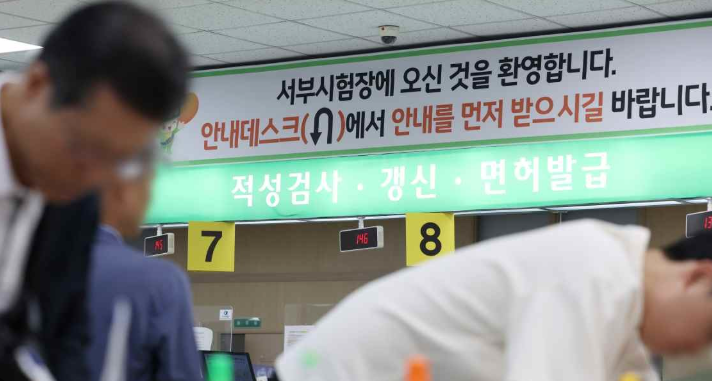 서부시험장에 오신 것을 환영합니다.
안내데스크( )에서 안내를 먼저 받으시길 바랍니다.
적성검사 · 갱신 · 면허발급
7
8
146